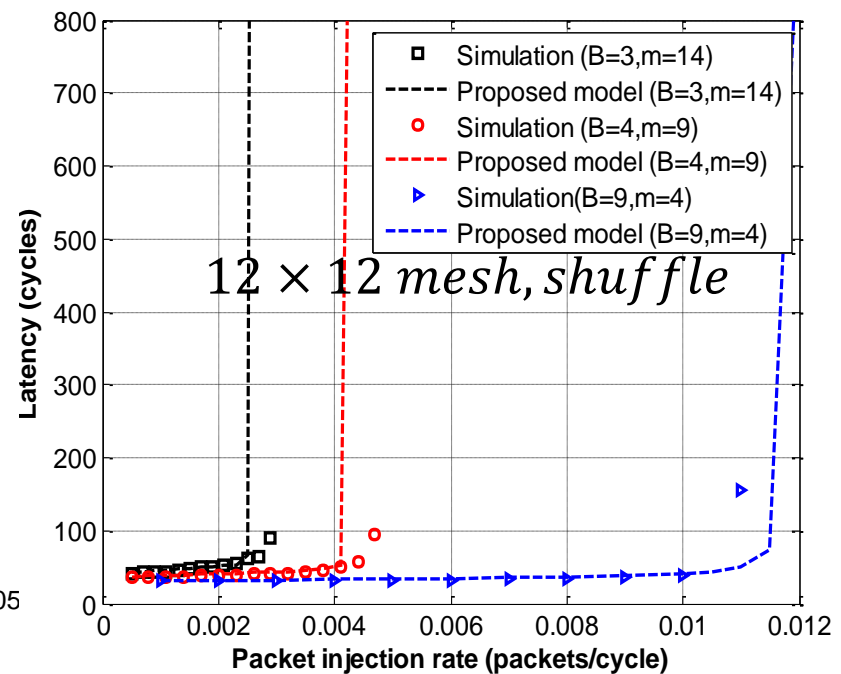 800
700
600
500
400
300
200
100
0
Latency (cycles)
Simulation (B=3,m=14)
Proposed model (B=3,m=14)
Simulation (B=4,m=9)
Proposed model (B=4,m=9)
Simulation(B=9,m=4)
Proposed model (B=9,m=4)
12 × 12 mesh, shuffle
05
0 0.002 0.004 0.006 0.008 0.01 0.012
Packet injection rate (packets/cycle)